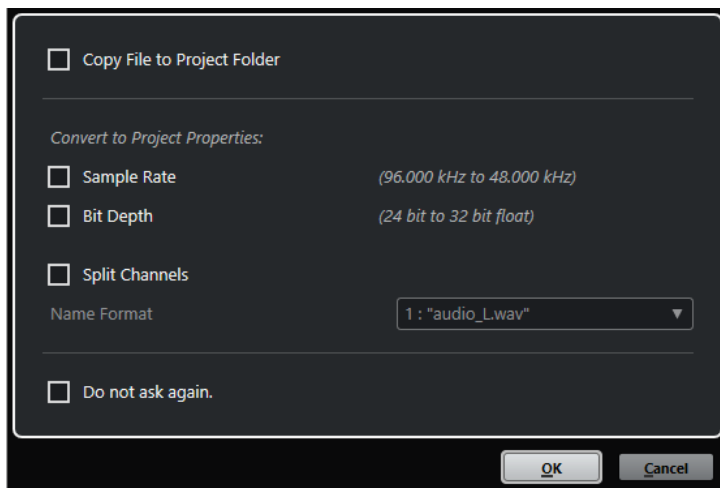 Copy File to Project Folder
Convert to Project Properties:
Sample Rate (96.000 kHz to 48.000 kHz)
Bit Depth (24 bit to 32 bit float)
Split Channels
Name Format 1 : "audio_L.wav"
Do not ask again.
OK Cancel